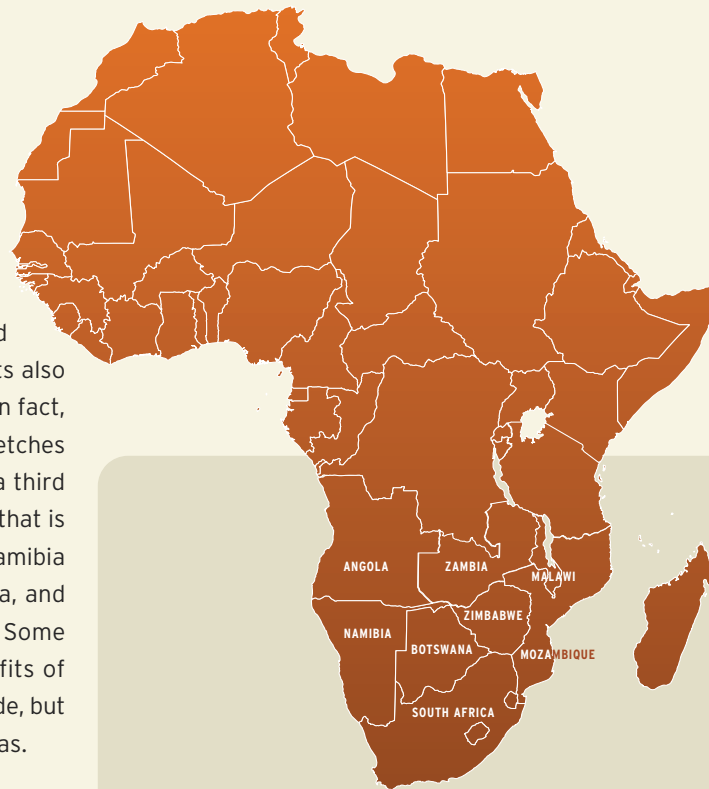 d
ts also
n fact,
etches
a third
that is
amibia
a, and
Some
fits of
de, but
as.
ANGOLA
ZAMBIA
MALAWI
ZIMBABWE
NAMIBIA
BOTSWANA
MOZAMBIQUE
SOUTH AFRICA